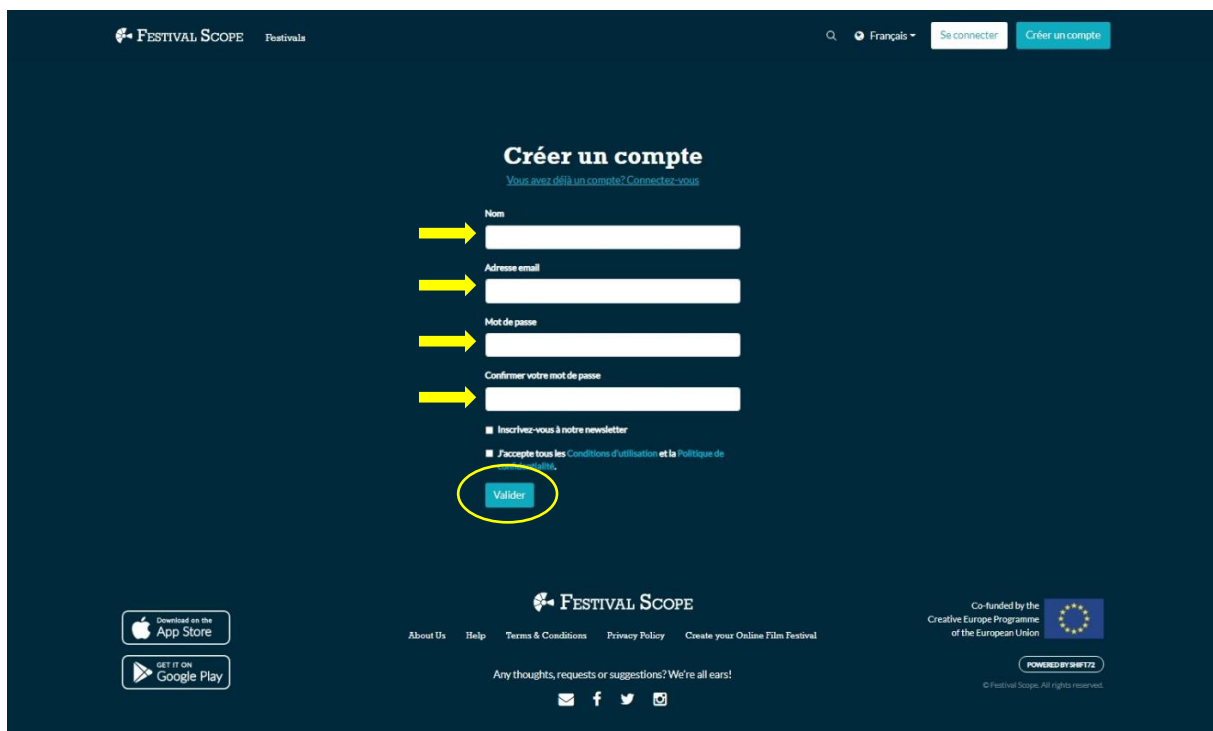 FESTIVAL SCOPE Festivals Français Se connecter Créer un compte
Créer un compte
Vous avez déjà un compte? Connectez-vous
Nom
Adresse email
Mot de passe
Confirmer votre mot de passe
Inscrivez-vous à notre newsletter
J'accepte tous les Conditions d'utilisation et la Politique de
confidentialité.
Valider
FESTIVAL SCOPE
Download on the
App Store
GET IT ON
Google Play
About Us Help Terms & Conditions Privacy Policy Create your Online Film Festival
Any thoughts, requests or suggestions? We're all ears!
Co-funded by the
Creative Europe Programme
of the European Union
POWERED BY SHIFT72
© Festival Scope. All rights reserved.